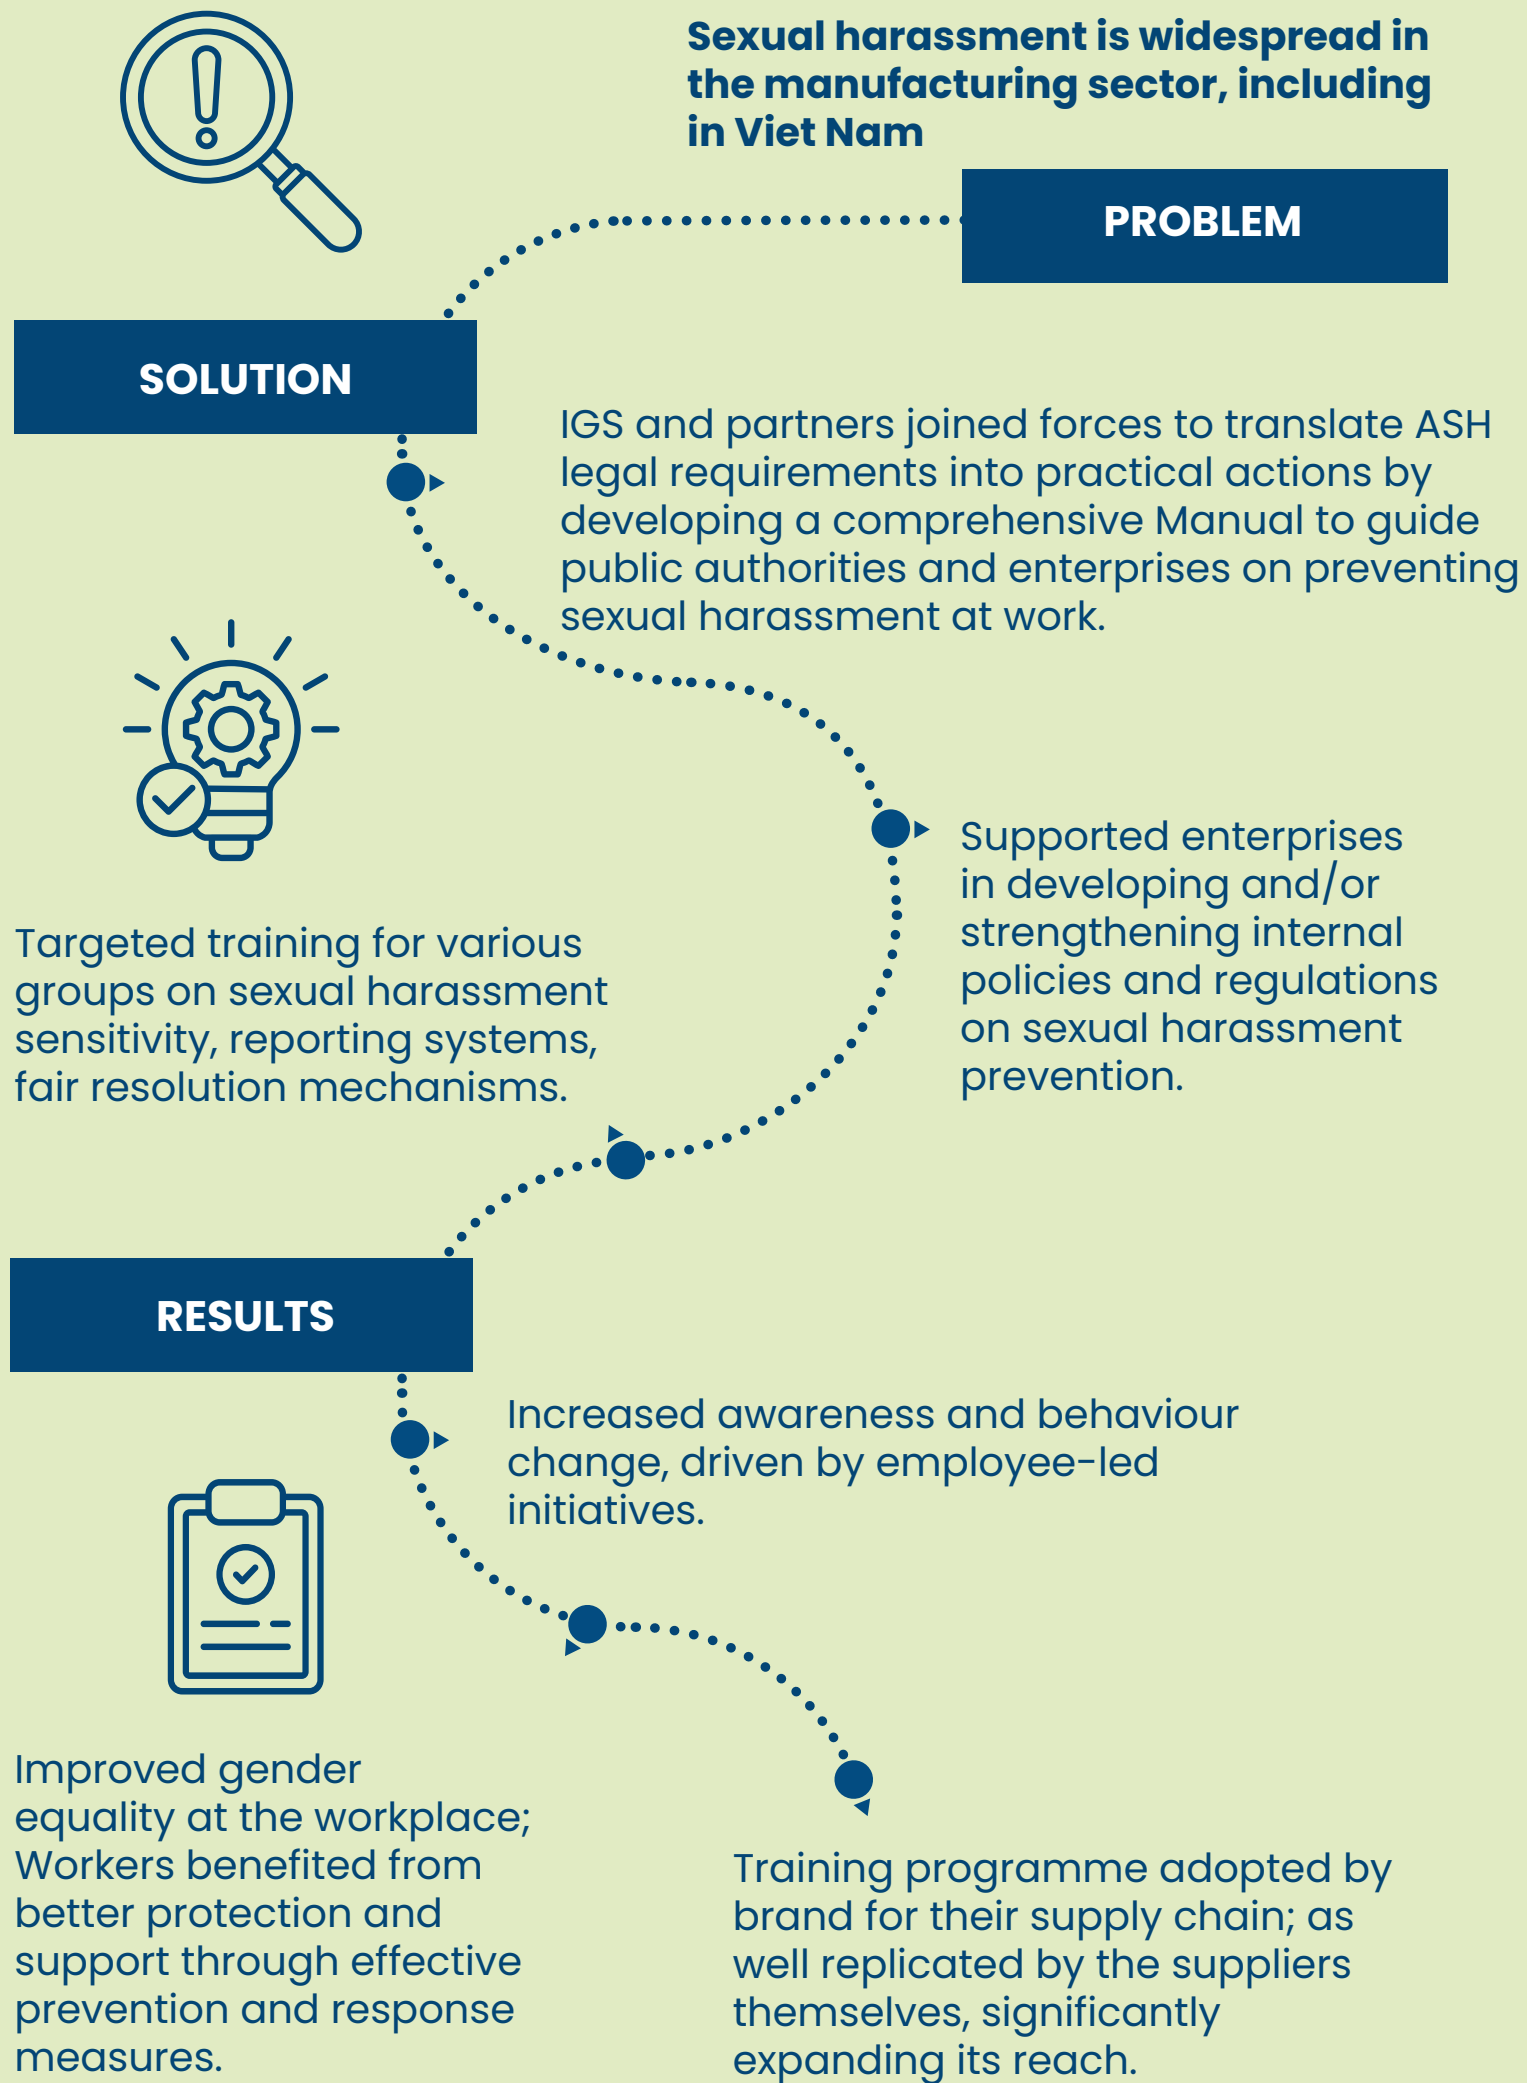 Sexual harassment is widespread in
the manufacturing sector, including
in Viet Nam
PROBLEM
SOLUTION
IGS and partners joined forces to translate ASH
legal requirements into practical actions by
developing a comprehensive Manual to guide
public authorities and enterprises on preventing
sexual harassment at work.
Supported enterprises
in developing and/or
strengthening internal
policies and regulations
on sexual harassment
prevention.
Targeted training for various
groups on sexual harassment
sensitivity, reporting systems,
fair resolution mechanisms.
RESULTS
Increased awareness and behaviour
change, driven by employee-led
initiatives.
Improved gender
equality at the workplace;
Workers benefited from
better protection and
support through effective
prevention and response
measures.
Training programme adopted by
brand for their supply chain; as
well replicated by the suppliers
themselves, significantly
expanding its reach.